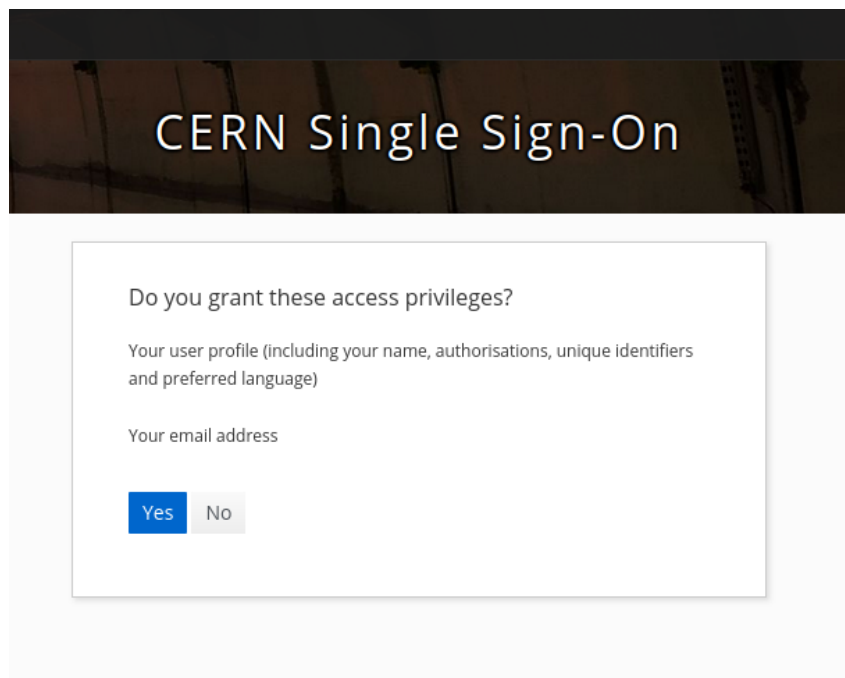 CERN Single Sign-On
Do you grant these access privileges?
Your user profile (including your name, authorisations, unique identifiers
and preferred language)
Your email address
Yes No